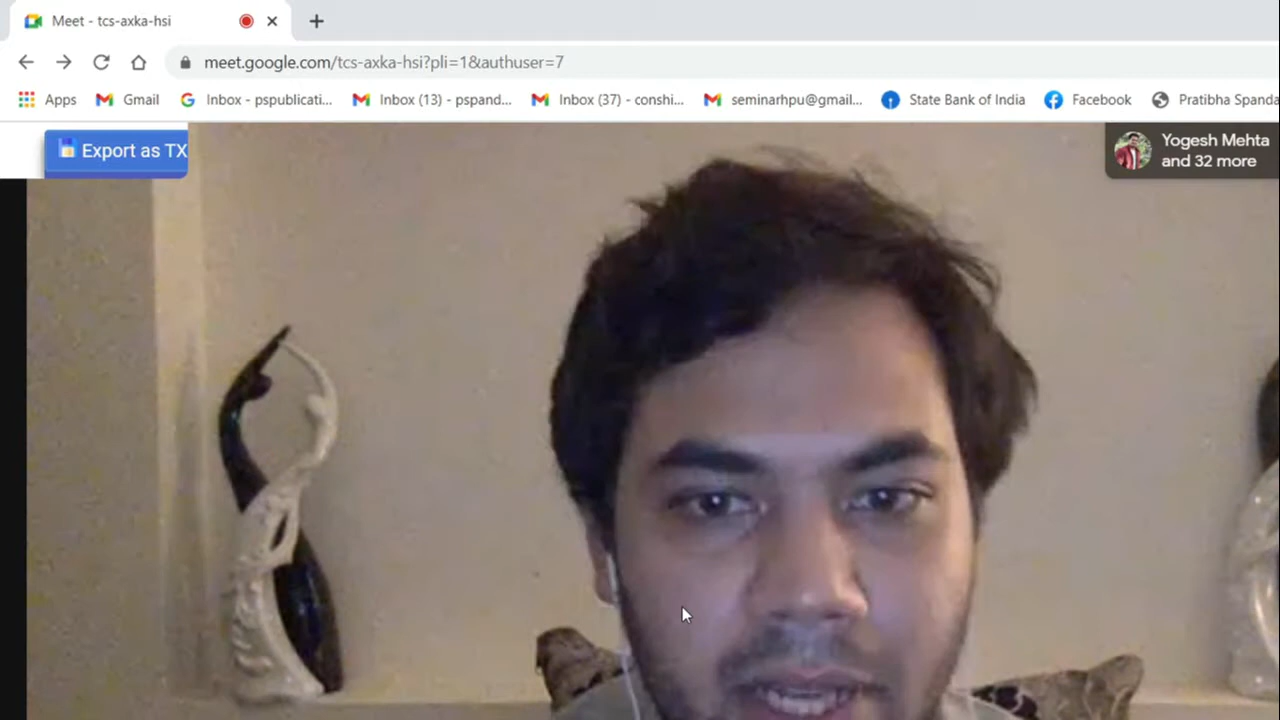 Meet - tcs-axka-hsi
meet.google.com/tcs-axka-hsi?pli=1&authuser=7
Apps Gmail Inbox - pspublicati... Inbox (13) - pspand... Inbox (37) - conshi... seminarhpu@gmail... State Bank of India Facebook Pratibha Spanda
Export as TX
Yogesh Mehta
and 32 more